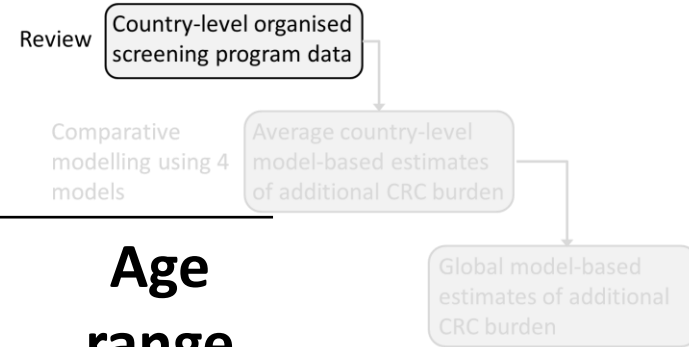 Review
Country-level organised
screening program data
Comparative
modelling using 4
models
Average country-level
model-based estimates
of additional CRC burden
Global model-based
estimates of additional
CRC burden
Age
range